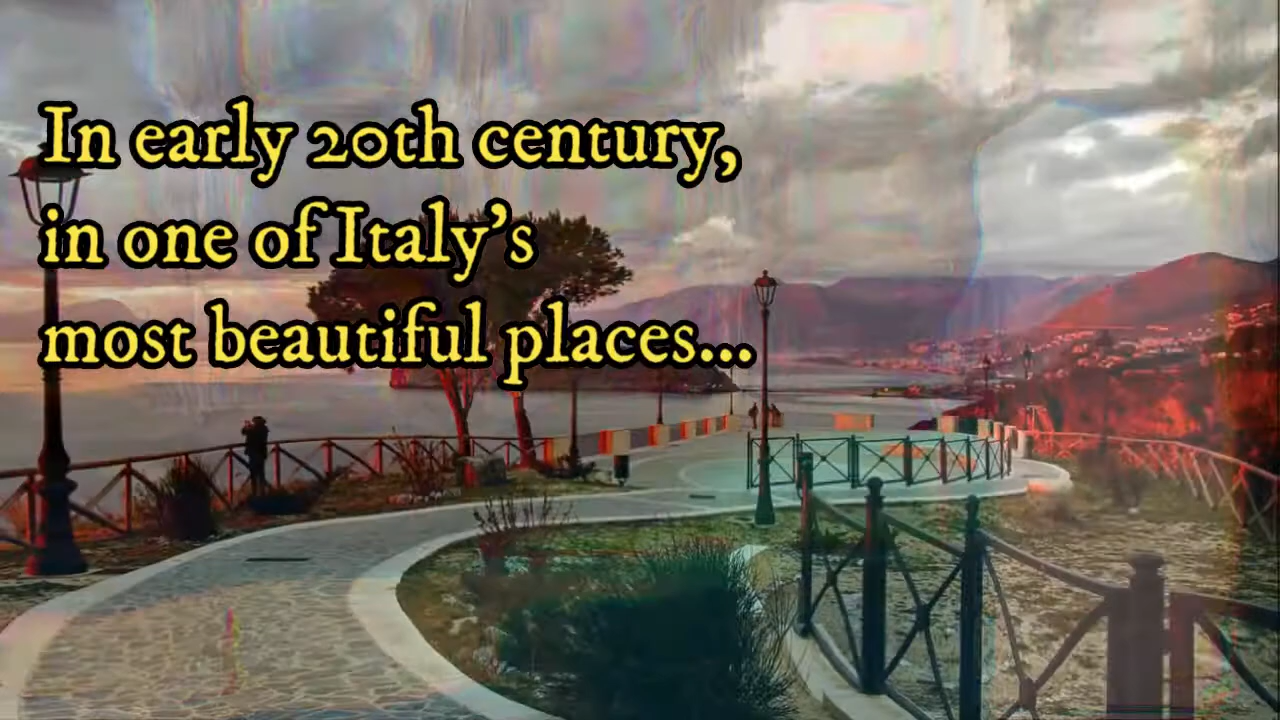 In early 20th century,
in one of Italy’s
most beautiful places...